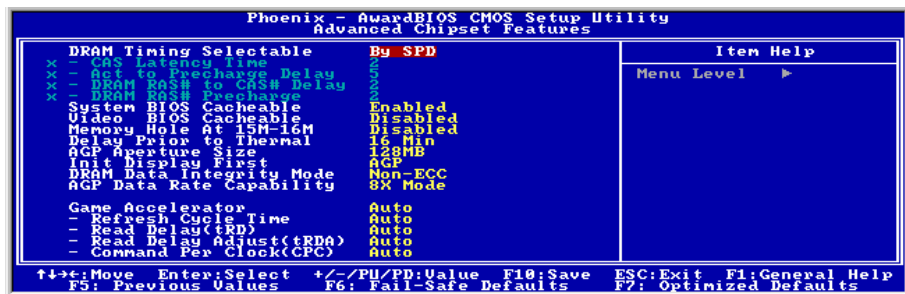 Phoenix - AwardBIOS CMOS Setup Utility
Advanced Chipset Features
DRAM Timing Selectable By SPD
x - CAS Latency Time 2
x - Act to Precharge Delay 5
x - DRAM RAS# to CAS# Delay 2
x - DRAM RAS# Precharge 2
System BIOS Cacheable Enabled
Video BIOS Cacheable Disabled
Memory Hole At 15M-16M Disabled
Delay Prior to Thermal 16 Min
AGP Aperture Size 128MB
Init Display First AGP
DRAM Data Integrity Mode Non-ECC
AGP Data Rate Capability 8X Mode
Game Accelerator Auto
- Refresh Cycle Time Auto
- Read Delay(tRD) Auto
- Read Delay Adjust(tRDA) Auto
- Command Per Clock(CPC) Auto
Item Help
Menu Level ▶
↑↓→←:Move Enter:Select +/-/PU/PD:Value F10:Save ESC:Exit F1:General Help
F5: Previous Values F6: Fail-Safe Defaults F7: Optimized Defaults